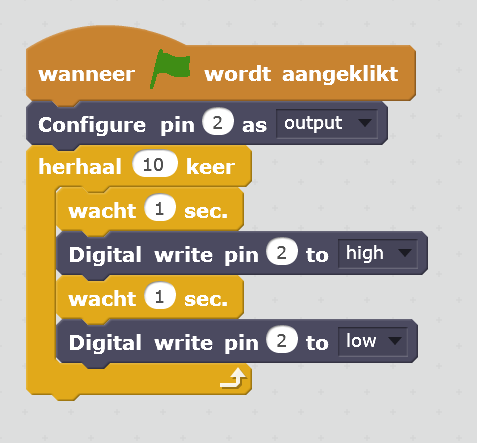 wanneer wordt aangeklikt
Configure pin 2 as output
herhaal 10 keer
wacht 1 sec.
Digital write pin 2 to high
wacht 1 sec.
Digital write pin 2 to low